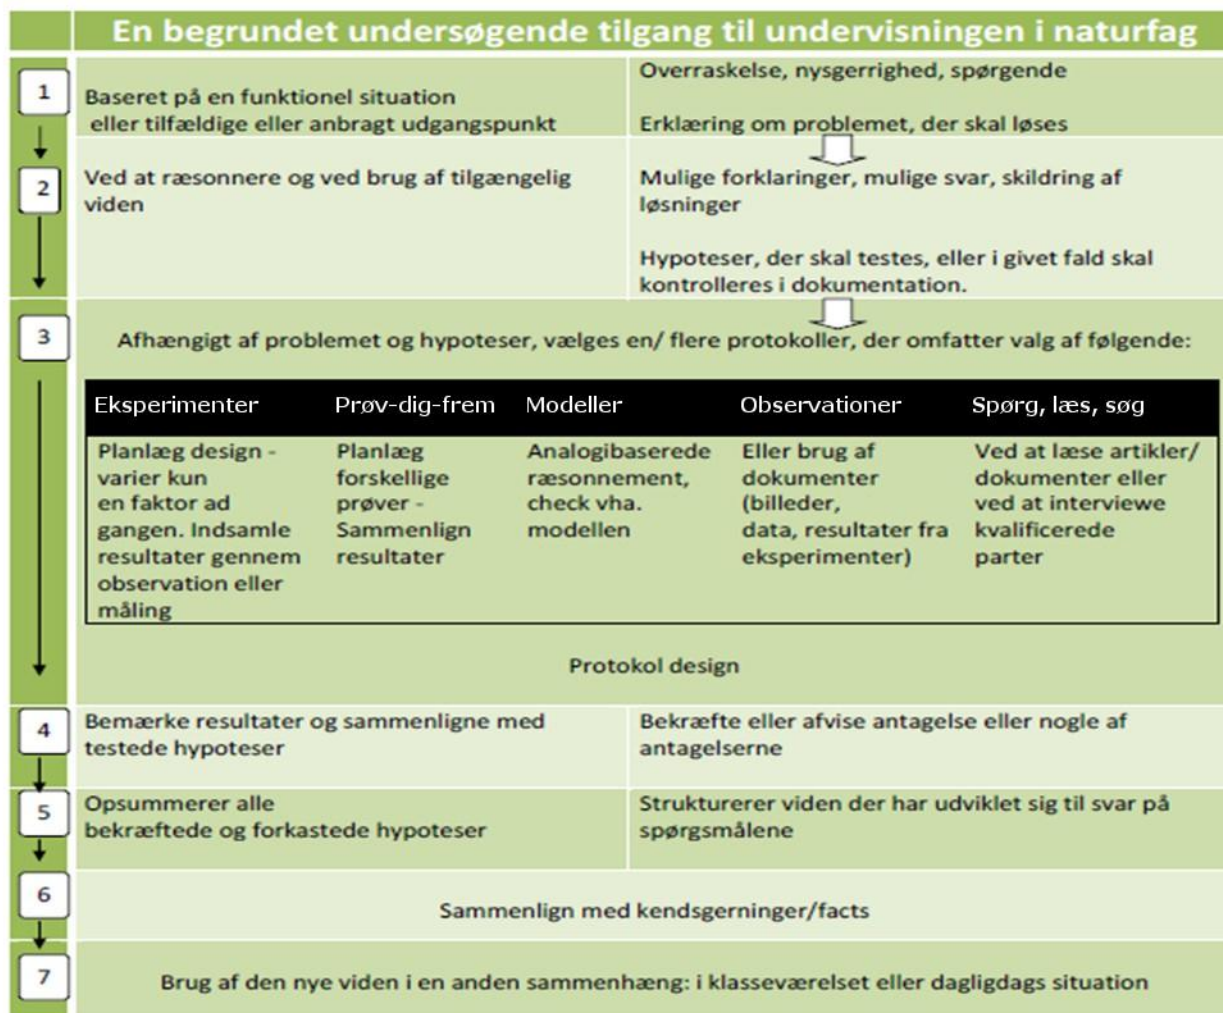 En begrundet undersøgende tilgang til undervisningen i naturfag
1
Baseret på en funktionel situation
eller tilfældige eller anbragt udgangspunkt
Overraskelse, nysgerrighed, spørgende
Erklæring om problemet, der skal løses
2
Ved at ræsonnere og ved brug af tilgængelig
viden
Mulige forklaringer, mulige svar, skildring af
løsninger
Hypoteser, der skal testes, eller i givet fald skal
kontrolleres i dokumentation.
3
Afhængigt af problemet og hypoteser, vælges en/ flere protokoller, der omfatter valg af følgende:
Eksperimenter
Planlæg design -
varier kun
en faktor ad
gangen. Indsamle
resultater gennem
observation eller
måling
Prøv-dig-frem
Planlæg
forskellige
prøver -
Sammenlign
resultater
Modeller
Analogibaserede
ræsonnement,
check vha.
modellen
Observationer
Eller brug af
dokumenter
(billeder,
data, resultater fra
eksperimenter)
Spørg, læs, søg
Ved at læse artikler/
dokumenter eller
ved at interviewe
kvalificerede
parter
Protokol design
4
Bemærke resultater og sammenligne med
testede hypoteser
Bekræfte eller afvise antagelse eller nogle af
antagelserne
5
Opsummerer alle
bekræftede og forkastede hypoteser
Strukturerer viden der har udviklet sig til svar på
spørgsmålene
6
Sammenlign med kendsgerninger/facts
7
Brug af den nye viden i en anden sammenhæng: i klasseværelset eller dagligdags situation